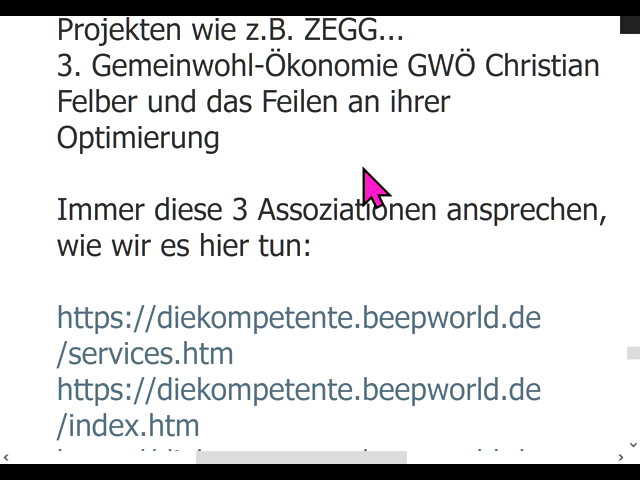 Projekten wie z.B. ZEGG...
3. Gemeinwohl-Ökonomie GWÖ Christian
Felber und das Feilen an ihrer
Optimierung
Immer diese 3 Assoziationen ansprechen,
wie wir es hier tun:
https://diekompetente.beepworld.de
/services.htm
https://diekompetente.beepworld.de
/index.htm